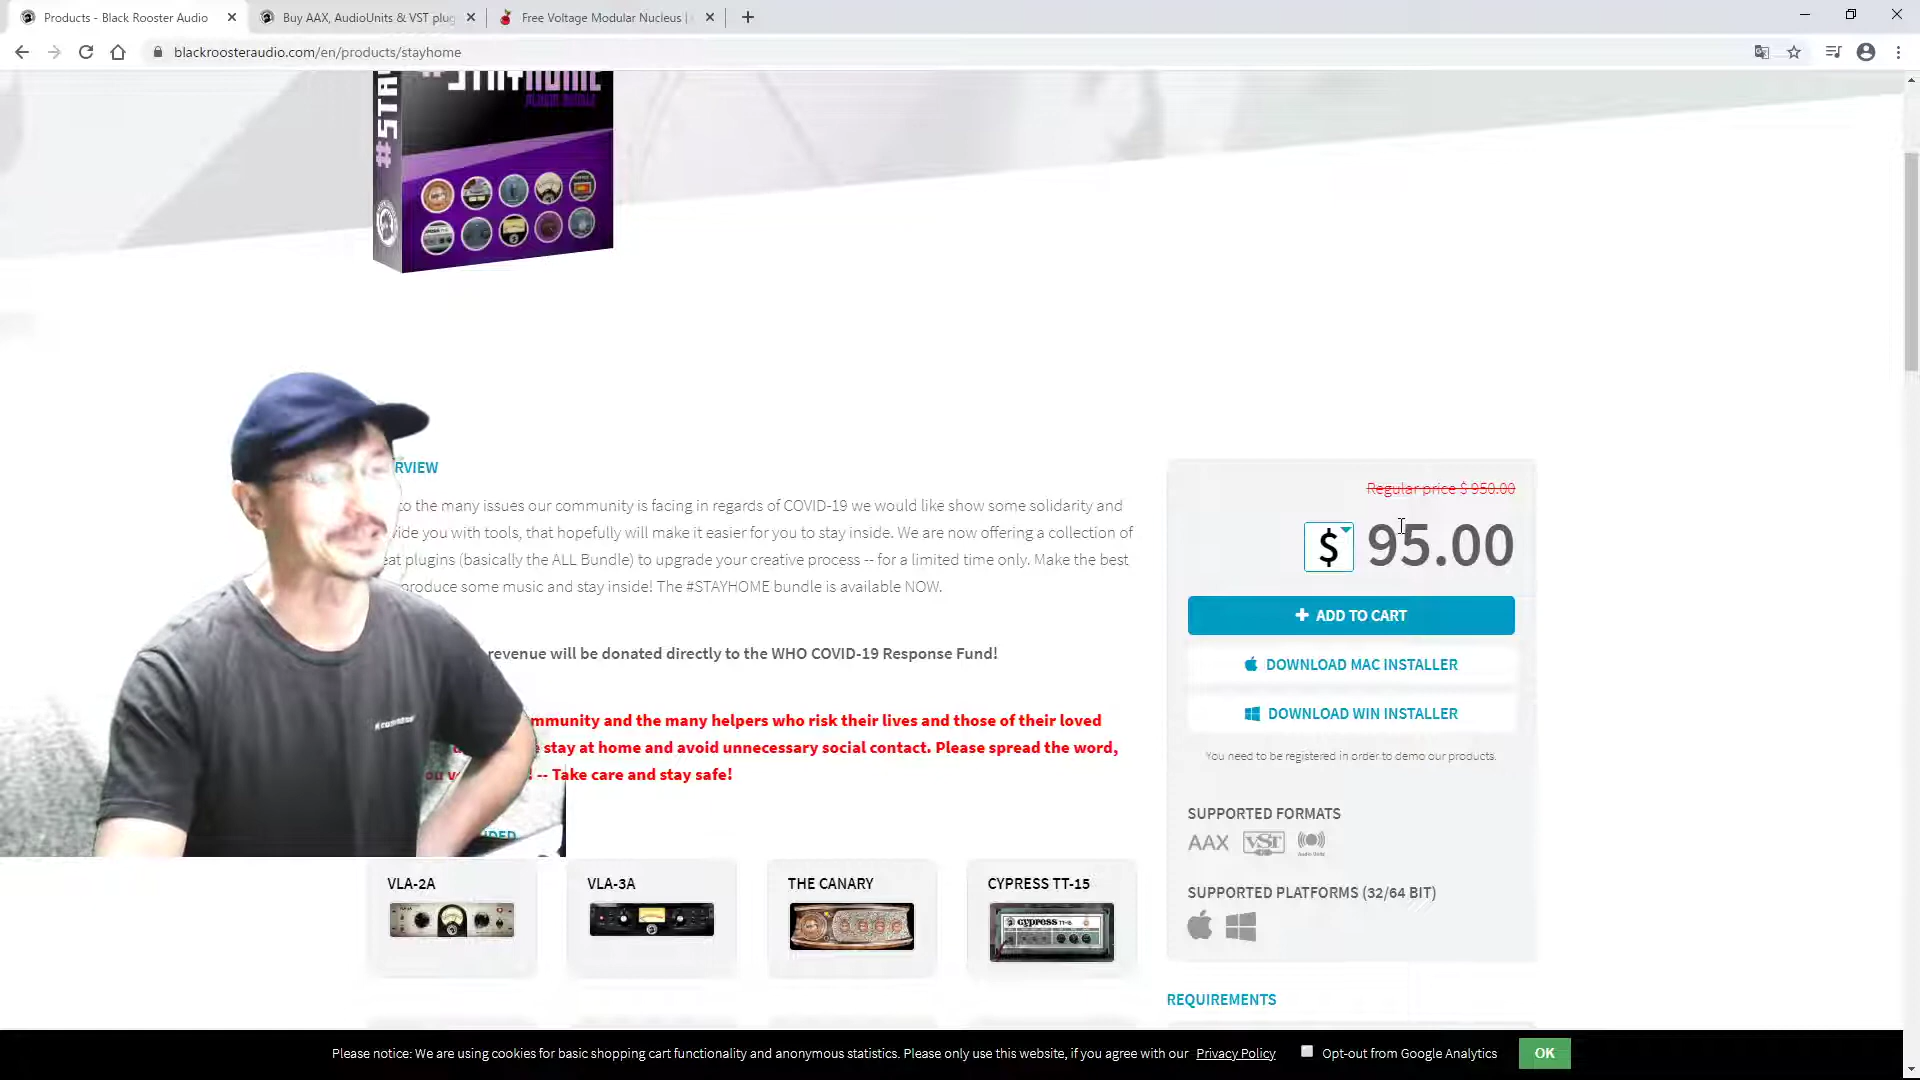 Products - Black Rooster Audio
Buy AAX, AudioUnits & VST plug
Free Voltage Modular Nucleus |
blackroosteraudio.com/en/products/stayhome
#STAYHOME
PLUGIN BUNDLE
#STA
RVIEW
to the many issues our community is facing in regards of COVID-19 we would like show some solidarity and
ide you with tools, that hopefully will make it easier for you to stay inside. We are now offering a collection of
eat plugins (basically the ALL Bundle) to upgrade your creative process -- for a limited time only. Make the best
produce some music and stay inside! The #STAYHOME bundle is available NOW.
revenue will be donated directly to the WHO COVID-19 Response Fund!
mmunity and the many helpers who risk their lives and those of their loved
stay at home and avoid unnecessary social contact. Please spread the word,
-- Take care and stay safe!
VLA-2A
VLA-3A
THE CANARY
CYPRESS TT-15
cypress TT-15
Regular price $ 950.00
$ 95.00
+ ADD TO CART
DOWNLOAD MAC INSTALLER
DOWNLOAD WIN INSTALLER
You need to be registered in order to demo our products.
SUPPORTED FORMATS
AAX VST Audio Units
SUPPORTED PLATFORMS (32/64 BIT)
REQUIREMENTS
Please notice: We are using cookies for basic shopping cart functionality and anonymous statistics. Please only use this website, if you agree with our Privacy Policy Opt-out from Google Analytics OK